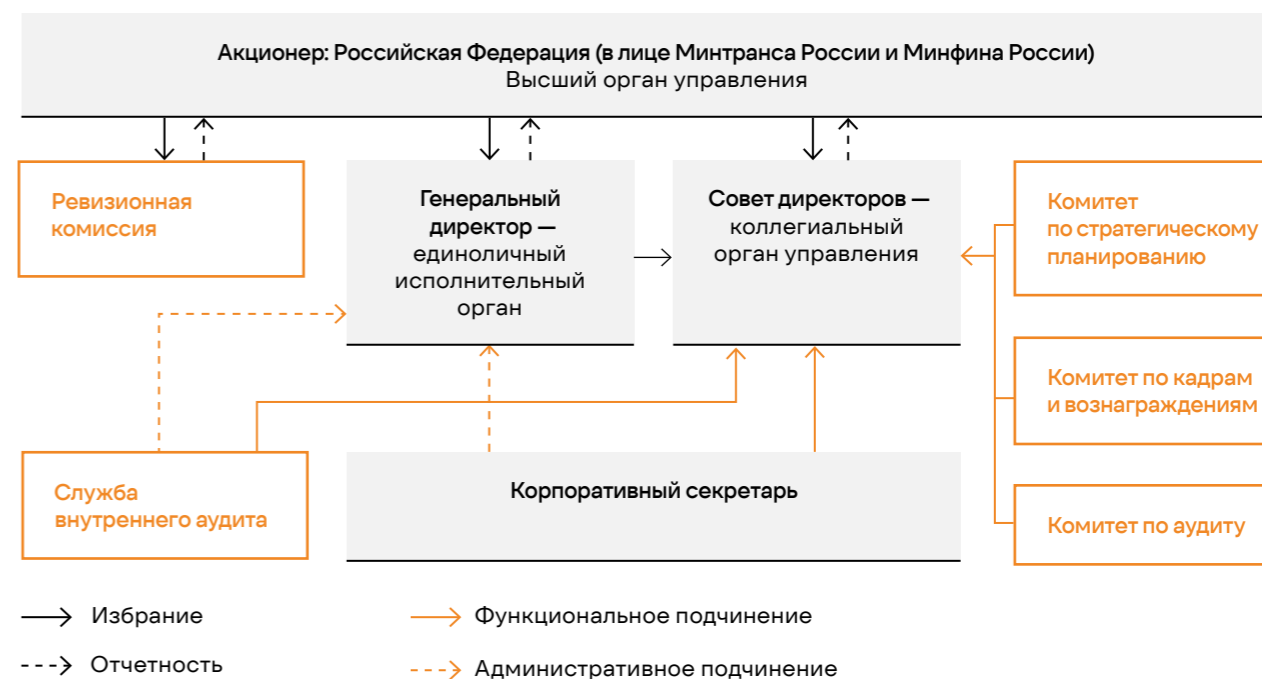 Акционер: Российская Федерация (в лице Минтранса России и Минфина России)
Высший орган управления
Ревизионная
комиссия
Генеральный
директор —
единоличный
исполнительный
орган
Совет директоров —
коллегиальный
орган управления
Комитет
по стратегическому
планированию
Комитет по кадрам
и вознаграждениям
Комитет по аудиту
Служба
внутреннего аудита
Корпоративный секретарь
Избрание
Отчетность
Функциональное подчинение
Административное подчинение